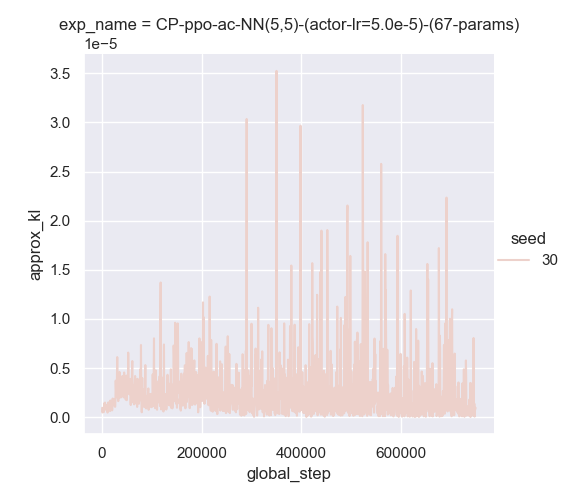 exp_name = CP-ppo-ac-NN(5,5)-(actor-lr=5.0e-5)-(67-params)
1e−5
3.5
3.0
2.5
2.0
1.5
1.0
0.5
0.0
approx_kl
0
200000
400000
600000
global_step
seed
30